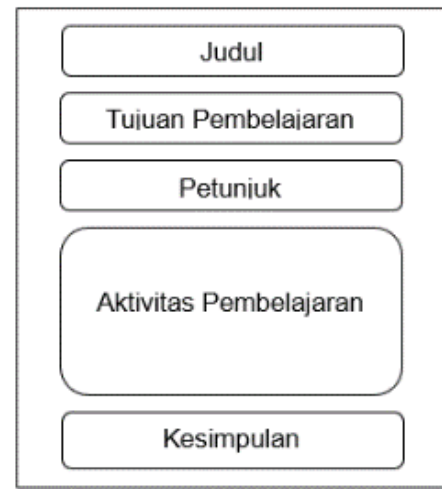 Judul
Tujuan Pembelajaran
Petunjuk
Aktivitas Pembelajaran
Kesimpulan